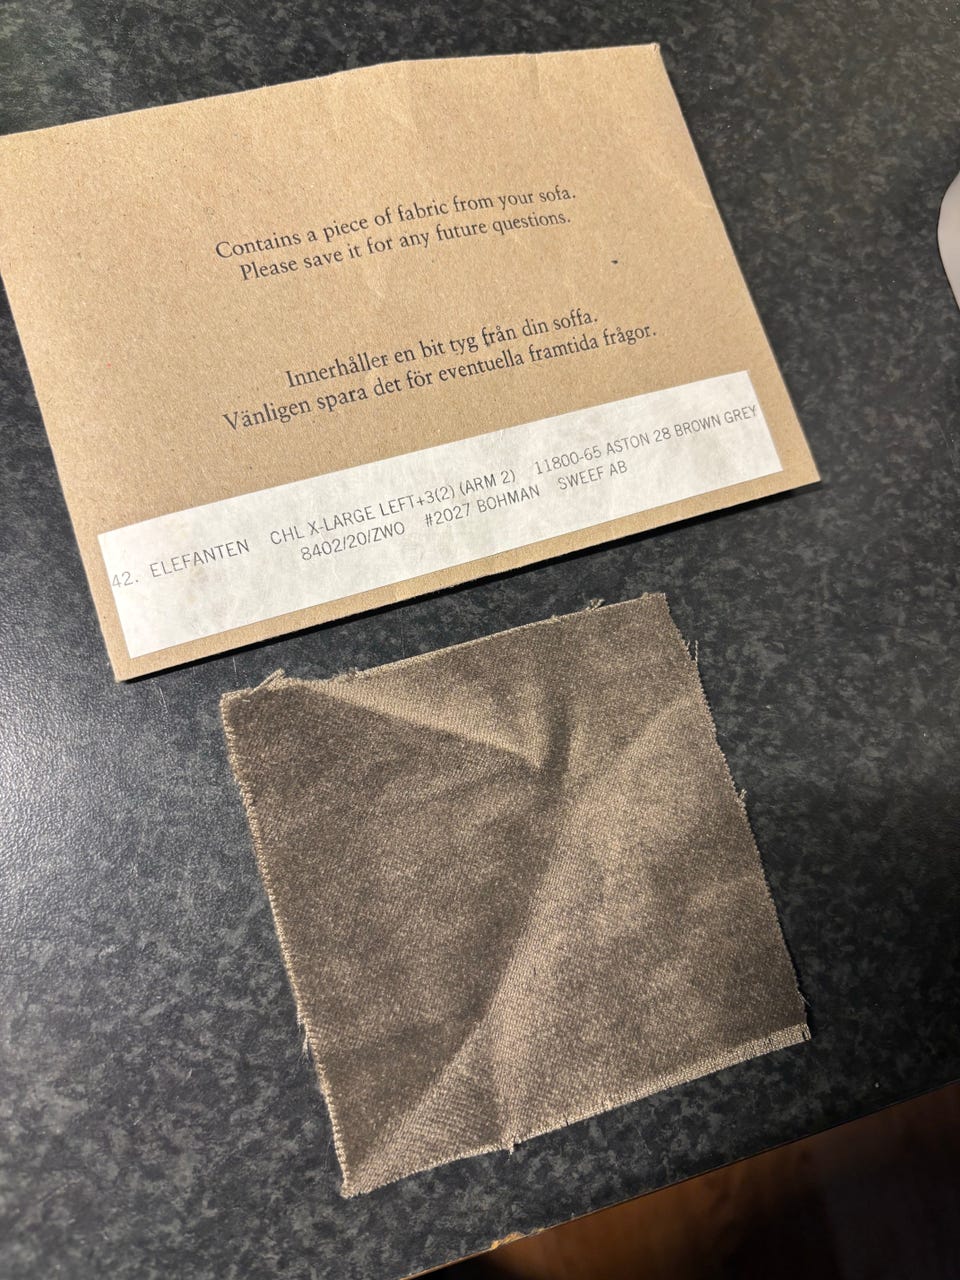 Contains a piece of fabric from your sofa.
Please save it for any future questions.
Innerhåller en bit tyg från din soffa.
Vänligen spara det för eventuella framtida frågor.
42. ELEFANTEN CHL X-LARGE LEFT+3(2) (ARM 2) 11800-65 ASTON 28 BROWN GREY
8402/20/ZWO #2027 BOHMAN SWEEF AB